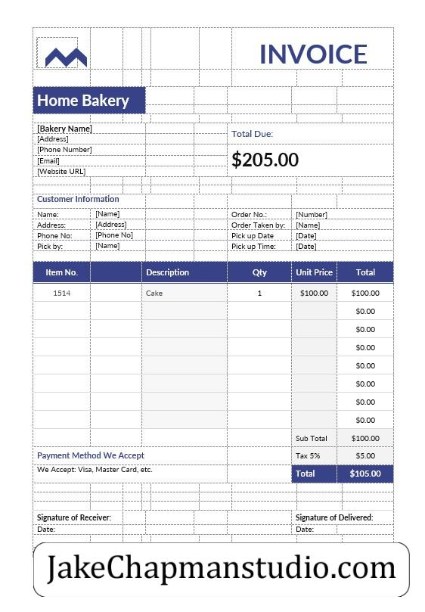 INVOICE
Home Bakery
[Bakery Name]
[Address]
[Phone Number]
[Email]
[Website URL]
Total Due:
$205.00
Customer Information
Name: [Name] Order No.: [Number]
Address: [Address] Order Taken by: [Name]
Phone No: [Phone No] Pick up Date [Date]
Pick by: [Name] Pick up Time: [Date]
Item No. Description Qty Unit Price Total
1514 Cake 1 $100.00 $100.00
$0.00
$0.00
$0.00
$0.00
$0.00
$0.00
$0.00
Sub Total $100.00
Payment Method We Accept Tax 5% $5.00
We Accept: Visa, Master Card, etc. Total $105.00
Signature of Receiver: Signature of Delivered:
Date: Date:
JakeChapmanstudio.com